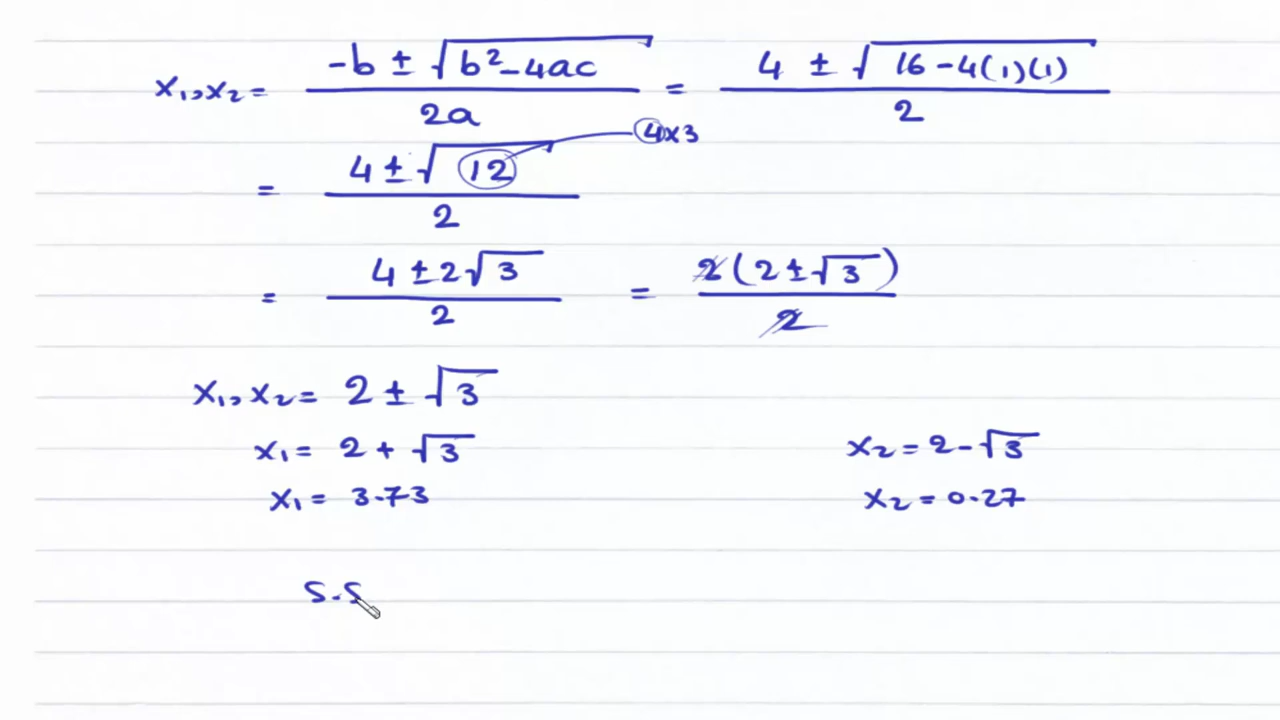 x₁,x₂ = (-b ± √(b²-4ac))/(2a) = (4 ± √(16-4(1)(1)))/2
= (4 ± √12)/2 4x3
= (4 ± 2√3)/2 = 2(2 ± √3)/2
x₁,x₂ = 2 ± √3
x₁ = 2 + √3 x₂ = 2 - √3
x₁ = 3.73 x₂ = 0.27
S.S